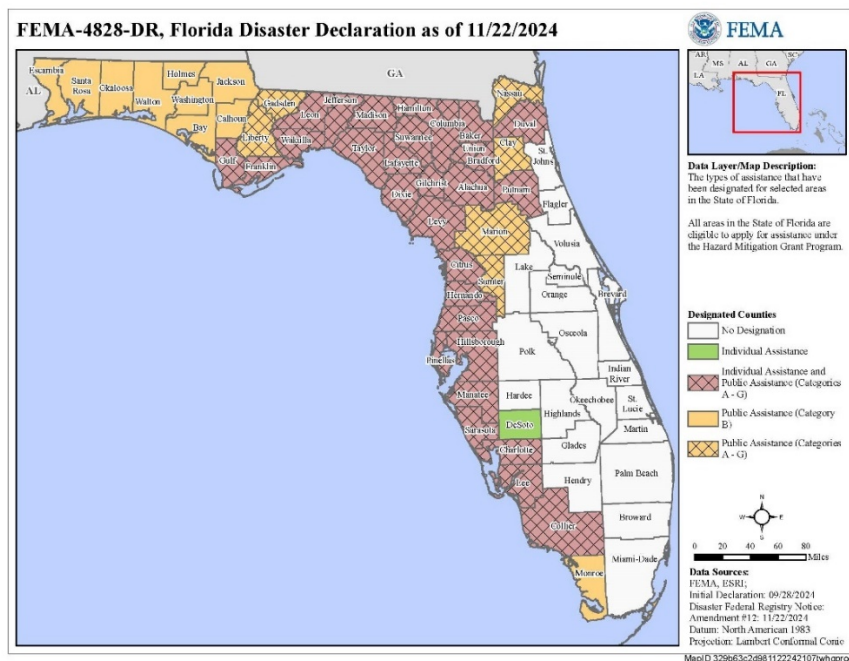 FEMA-4828-DR, Florida Disaster Declaration as of 11/22/2024
FEMA
GA
AL
Escambia
Santa
Rosa
Okaloosa
Walton
Holmes
Washington
Bay
Jackson
Calhoun
Gulf
Liberty
Gadsden
Franklin
Leon
Wakulla
Jefferson
Madison
Taylor
Hamilton
Suwannee
Lafayette
Dixie
Columbia
Gilchrist
Baker
Union
Bradford
Alachua
Levy
Nassau
Duval
Clay
Putnam
St.
Johns
Flagler
Marion
Volusia
Citrus
Sumter
Lake
Hernando
Seminole
Orange
Brevard
Pasco
Hillsborough
Pinellas
Polk
Osceola
Indian
River
Manatee
Hardee
Okeechobee
Highlands
St.
Lucie
Sarasota
DeSoto
Martin
Charlotte
Glades
Lee
Hendry
Palm Beach
Collier
Broward
Monroe
Miami-Dade
AR
MS
AL
GA
SC
LA
FL
Data Layer/Map Description:
The types of assistance that have
been designated for selected areas
in the State of Florida.
All areas in the State of Florida are
eligible to apply for assistance under
the Hazard Mitigation Grant Program.
Designated Counties
No Designation
Individual Assistance
Individual Assistance and
Public Assistance (Categories
A - G)
Public Assistance (Category
B)
Public Assistance (Categories
A - G)
N
W
E
S
0 20 40 60 80
Miles
Data Sources:
FEMA, ESRI;
Initial Declaration: 09/28/2024
Disaster Federal Registry Notice:
Amendment #12: 11/22/2024
Datum: North American 1983
Projection: Lambert Conformal Conic